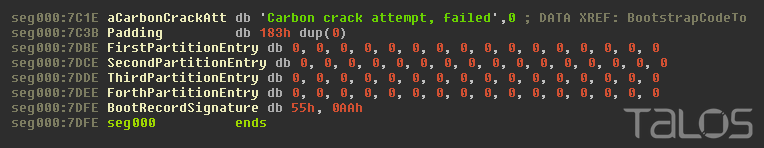 seg000:7C1E aCarbonCrackAtt db 'Carbon crack attempt, failed',0 ; DATA XREF: BootstrapCodeTo
seg000:7C3B Padding db 183h dup(0)
seg000:7DBE FirstPartitionEntry db 0, 0, 0, 0, 0, 0, 0, 0, 0, 0, 0, 0, 0, 0, 0, 0
seg000:7DCE SecondPartitionEntry db 0, 0, 0, 0, 0, 0, 0, 0, 0, 0, 0, 0, 0, 0, 0, 0
seg000:7DDE ThirdPartitionEntry db 0, 0, 0, 0, 0, 0, 0, 0, 0, 0, 0, 0, 0, 0, 0, 0
seg000:7DEE ForthPartitionEntry db 0, 0, 0, 0, 0, 0, 0, 0, 0, 0, 0, 0, 0, 0, 0, 0
seg000:7DFE BootRecordSignature db 55h, 0AAh
seg000:7DFE seg000 ends
TALOS